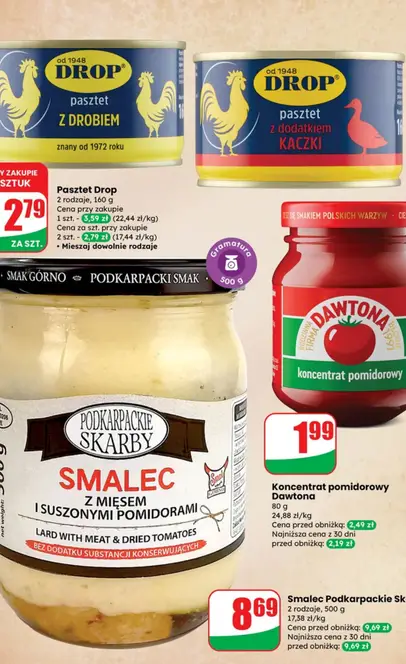 od 1948
DROP®
pasztet
Z DROBIEM
znany od 1972 roku
od 1948
DROP®
pasztet
z dodatkiem
KACZKI
Y ZAKUPIE
SZTUK
2 79
ZA SZT.
Pasztet Drop
2 rodzaje, 160 g
Cena przy zakupie
1 szt. - 3,59 zł (22,44 zł/kg)
Cena za szt. przy zakupie
2 szt. - 2,79 zł (17,44 zł/kg)
• Mieszaj dowolnie rodzaje
Gramatura
500 g
SMAK GÓRNO • PODKARPACKI SMAK •
PODKARPACKIE
SKARBY
SMALEC
Z MIĘSEM
I SUSZONYMI POMIDORAMI
LARD WITH MEAT & DRIED TOMATOES
BEZ DODATKU SUBSTANCJI KONSERWUJĄCYCH
net weight:
SMAKIEM POLSKICH WARZYW
DAWTONA
FIRMA
koncentrat pomidorowy
1 99
Koncentrat pomidorowy
Dawtona
80 g
24,88 zł/kg
Cena przed obniżką: 2,49 zł
Najniższa cena z 30 dni
przed obniżką: 2,19 zł
8 69
Smalec Podkarpackie Sk
2 rodzaje, 500 g
17,38 zł/kg
Cena przed obniżką: 9,69 zł
Najniższa cena z 30 dni
przed obniżką: 9,69 zł